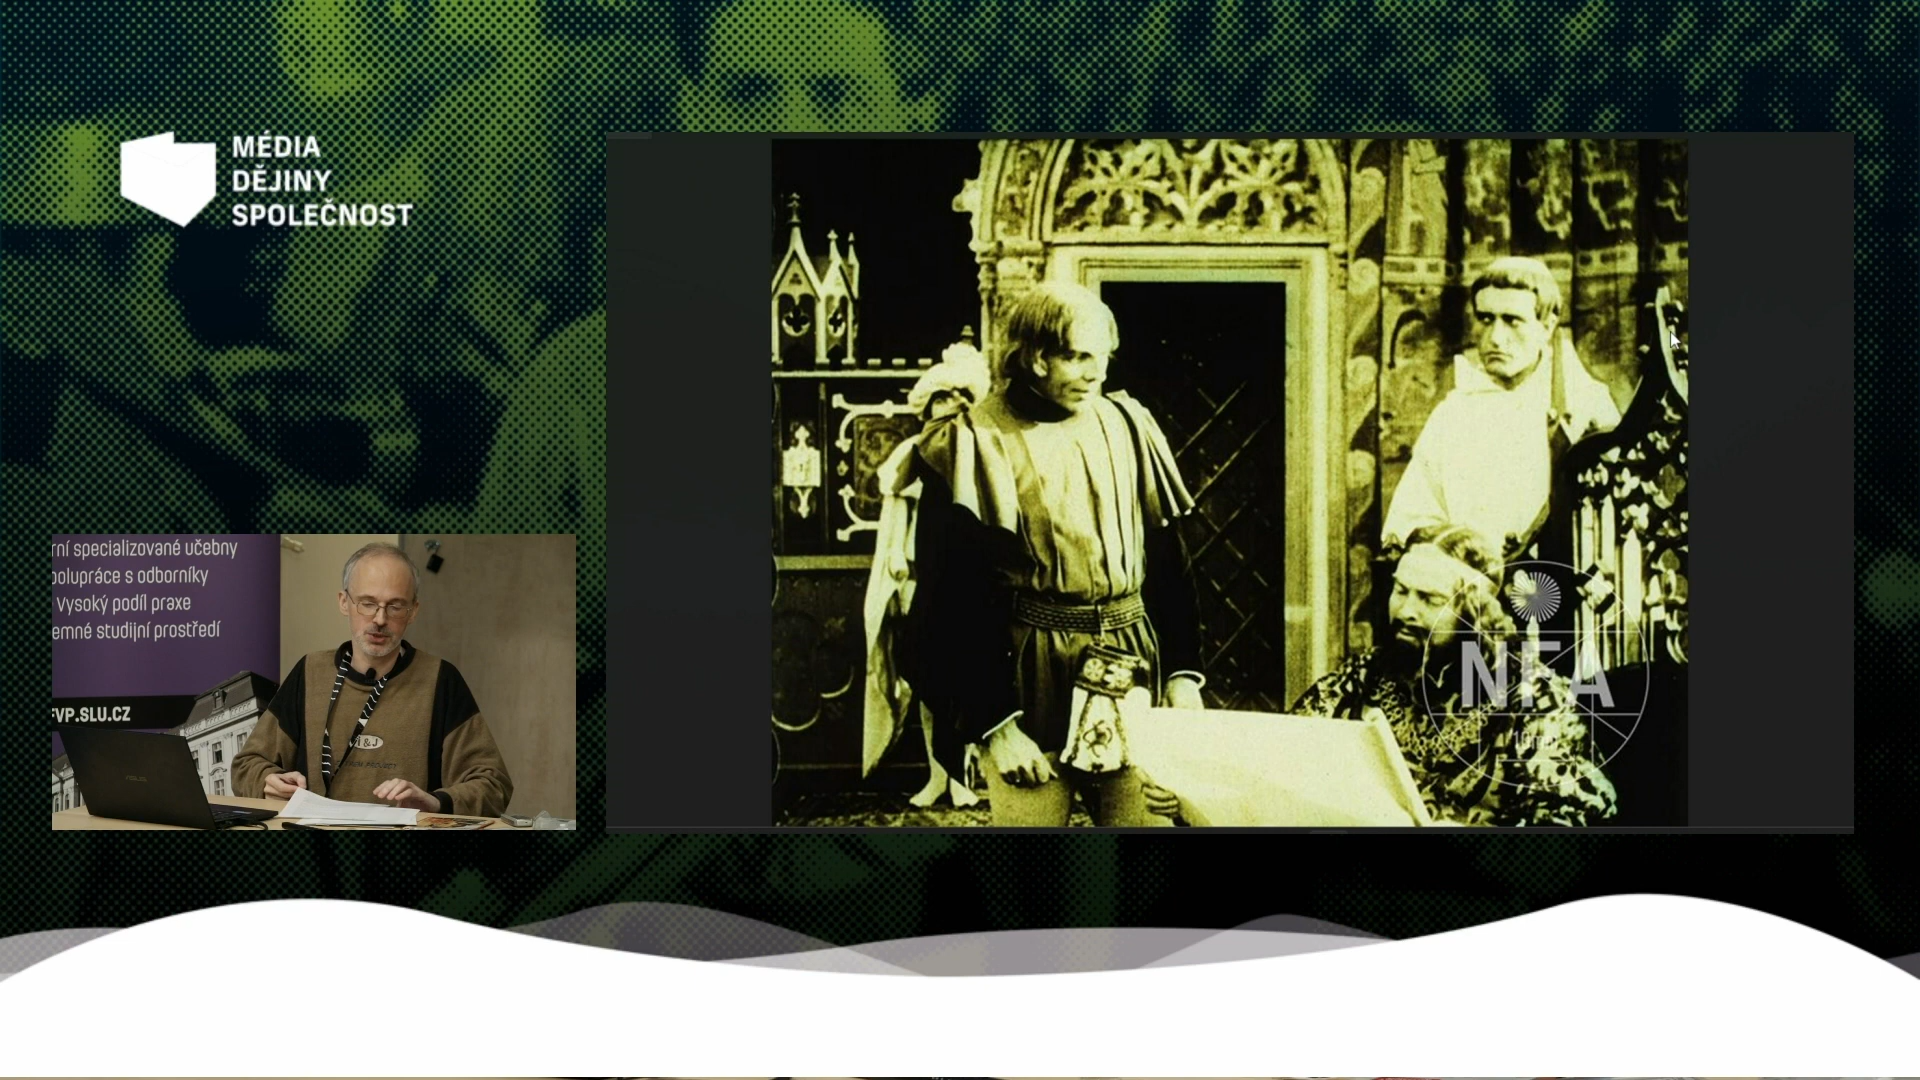 MÉDIA
DĚJINY
SPOLEČNOST
rní specializované učebny
polupráce s odborníky
Vysoký podíl praxe
emné studijní prostředí
FVP.SLU.CZ
NFA